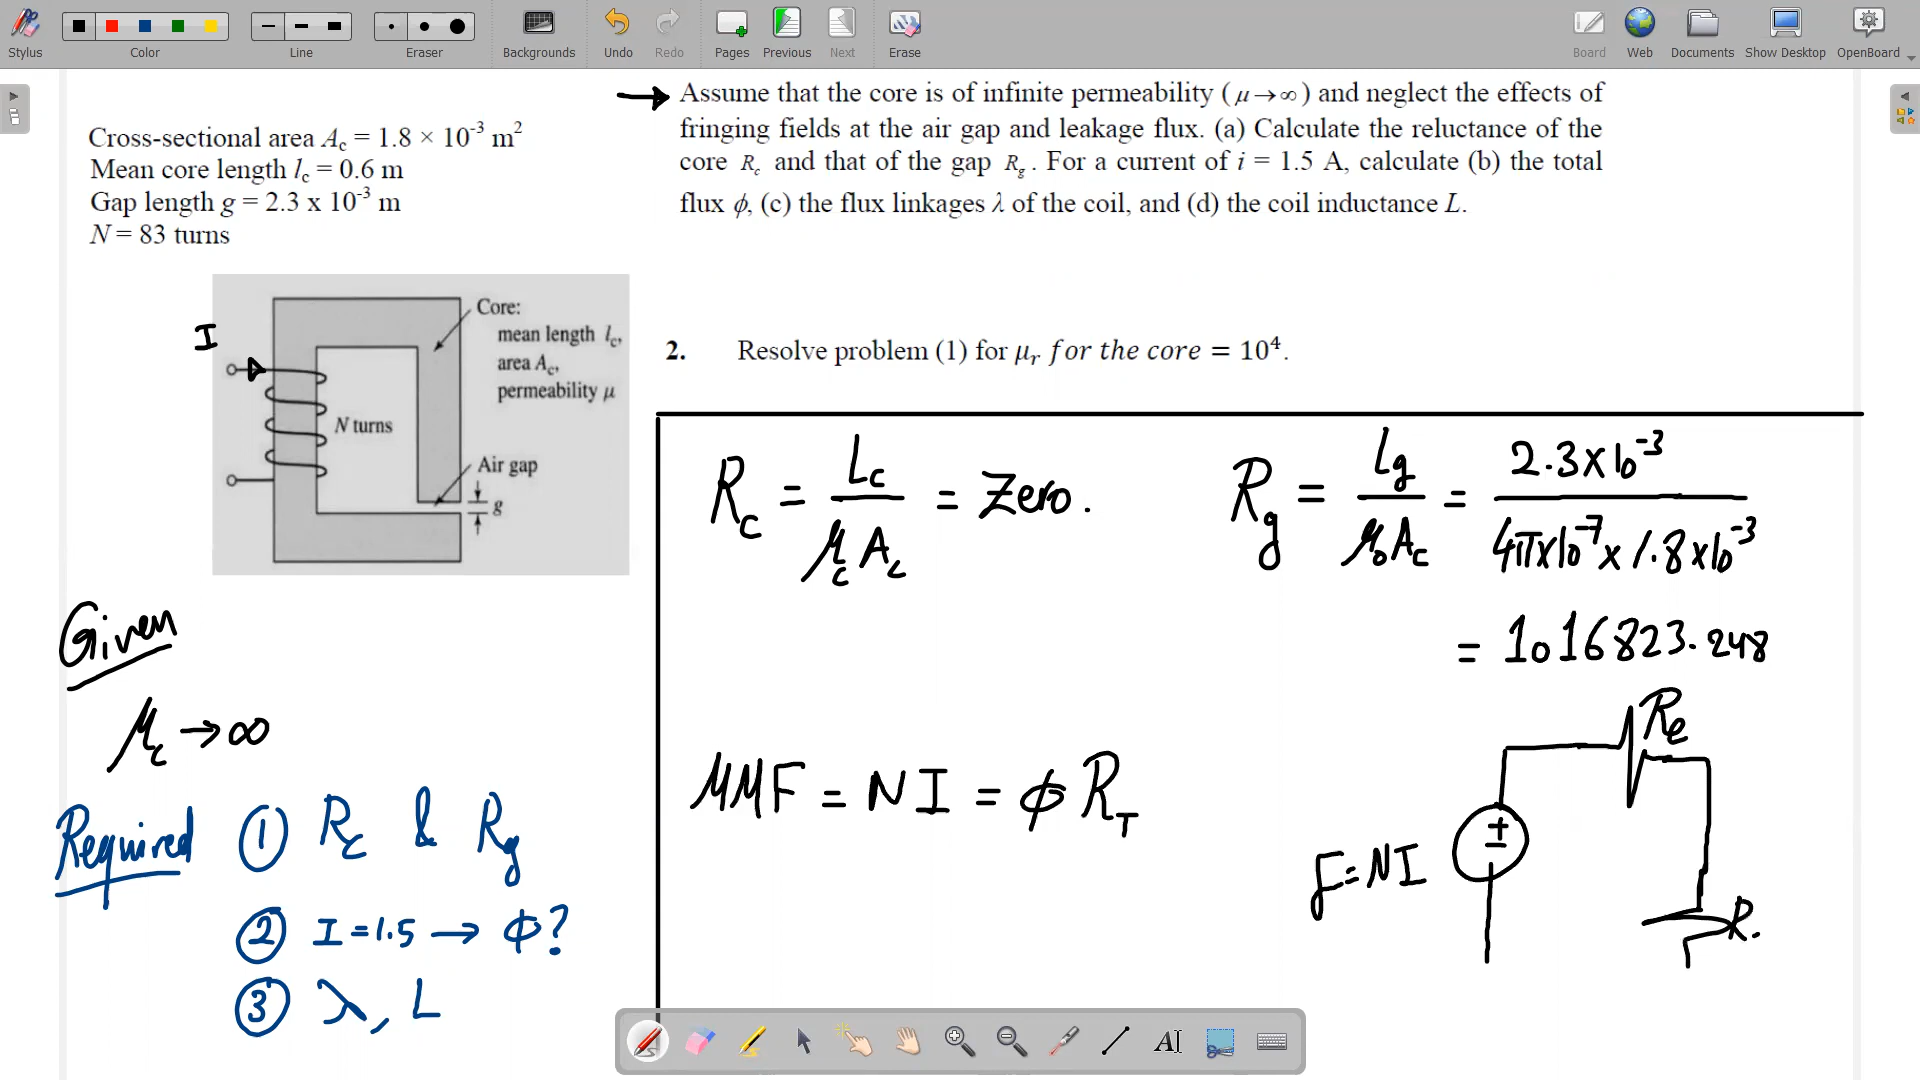 Stylus
Color
Line
Eraser
Backgrounds
Undo
Redo
Pages
Previous
Next
Erase
Board
Web
Documents
Show Desktop
OpenBoard
Cross-sectional area A_c = 1.8 × 10^-3 m^2
Mean core length l_c = 0.6 m
Gap length g = 2.3 x 10^-3 m
N = 83 turns
Assume that the core is of infinite permeability ( μ→∞ ) and neglect the effects of
fringing fields at the air gap and leakage flux. (a) Calculate the reluctance of the
core R_c and that of the gap R_g . For a current of i = 1.5 A, calculate (b) the total
flux ϕ, (c) the flux linkages λ of the coil, and (d) the coil inductance L.
2. Resolve problem (1) for μ_r for the core = 10^4.
I
Core:
mean length l_c,
area A_c,
permeability μ
N turns
Air gap
g
Given
μ_c → ∞
Required ① R_c & R_g
② I = 1.5 → ϕ?
③ λ, L
R_c = L_c / μ_c A_c = Zero.
R_g = L_g / μ_0 A_c = 2.3×10^-3 / 4π×10^-7 × 1.8×10^-3
= 1016823.248
MMF = N I = ϕ R_T
R_c
+
F = NI
R.
AI